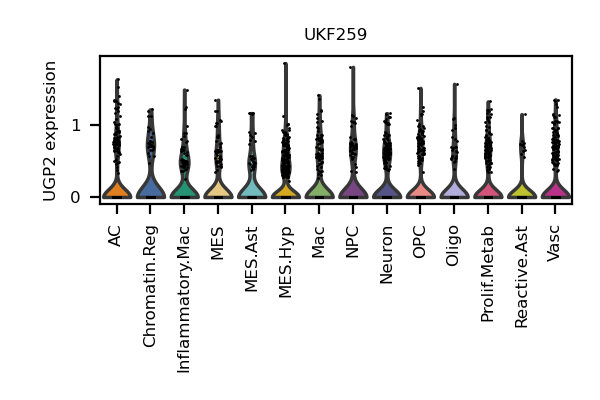 UKF259
UGP2 expression
1
0
AC
Chromatin.Reg
Inflammatory.Mac
MES
MES.Ast
MES.Hyp
Mac
NPC
Neuron
OPC
Oligo
Prolif.Metab
Reactive.Ast
Vasc